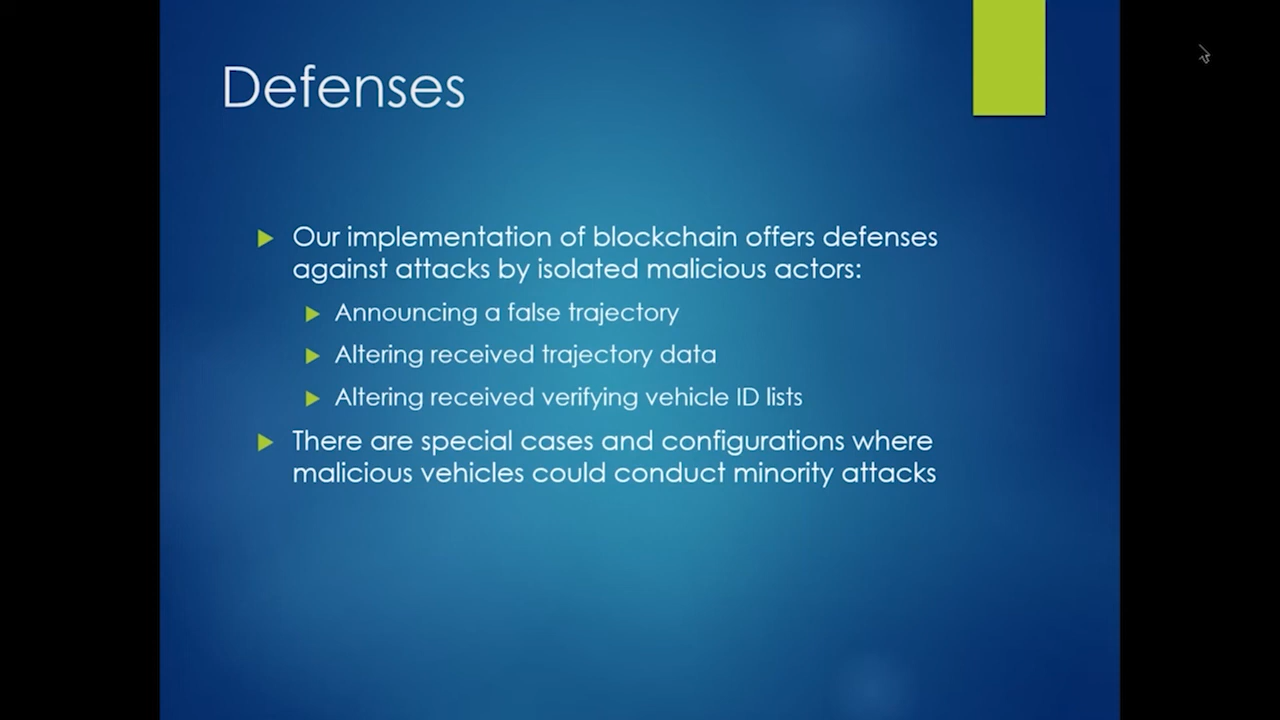 Defenses
Our implementation of blockchain offers defenses
against attacks by isolated malicious actors:
Announcing a false trajectory
Altering received trajectory data
Altering received verifying vehicle ID lists
There are special cases and configurations where
malicious vehicles could conduct minority attacks